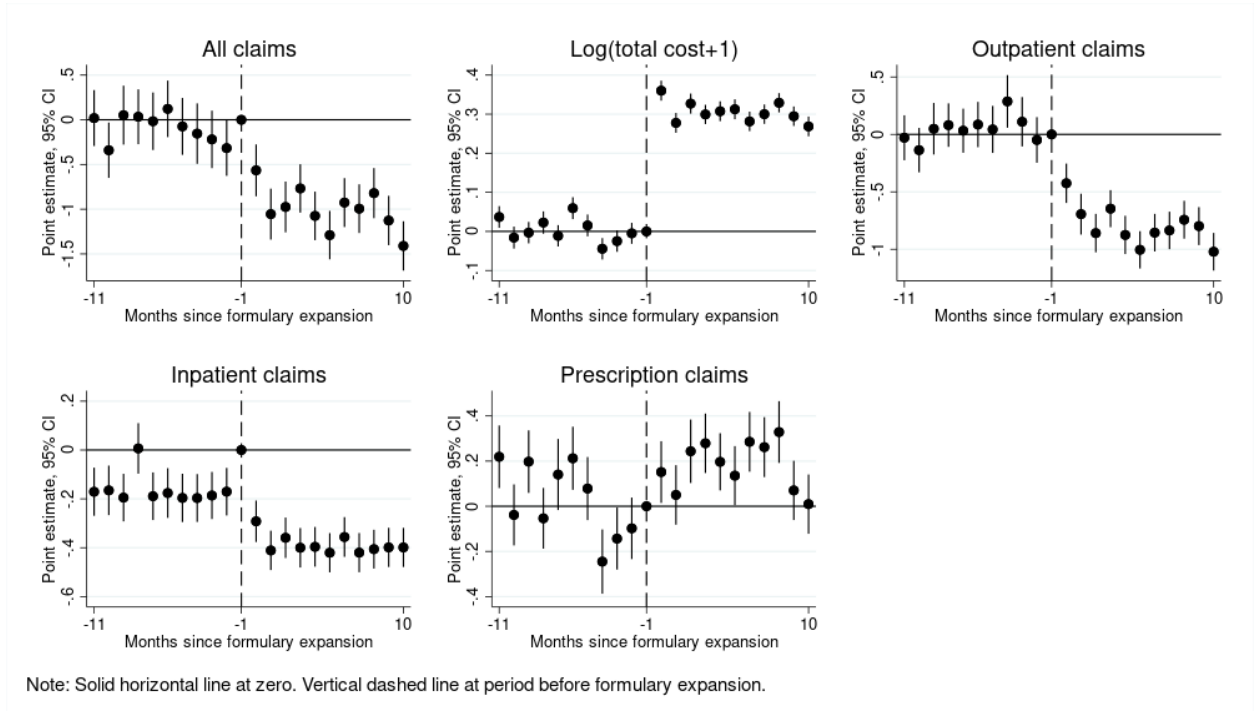 All claims
Point estimate, 95% CI
.5
0
-.5
-1
-1.5
-11
-1
10
Months since formulary expansion
Log(total cost+1)
Point estimate, 95% CI
.4
.3
.2
.1
0
-.1
-11
-1
10
Months since formulary expansion
Outpatient claims
Point estimate, 95% CI
.5
0
-.5
-1
-11
-1
10
Months since formulary expansion
Inpatient claims
Point estimate, 95% CI
.2
0
-.2
-.4
-.6
-11
-1
10
Months since formulary expansion
Prescription claims
Point estimate, 95% CI
.4
.2
0
-.2
-.4
-11
-1
10
Months since formulary expansion
Note: Solid horizontal line at zero. Vertical dashed line at period before formulary expansion.